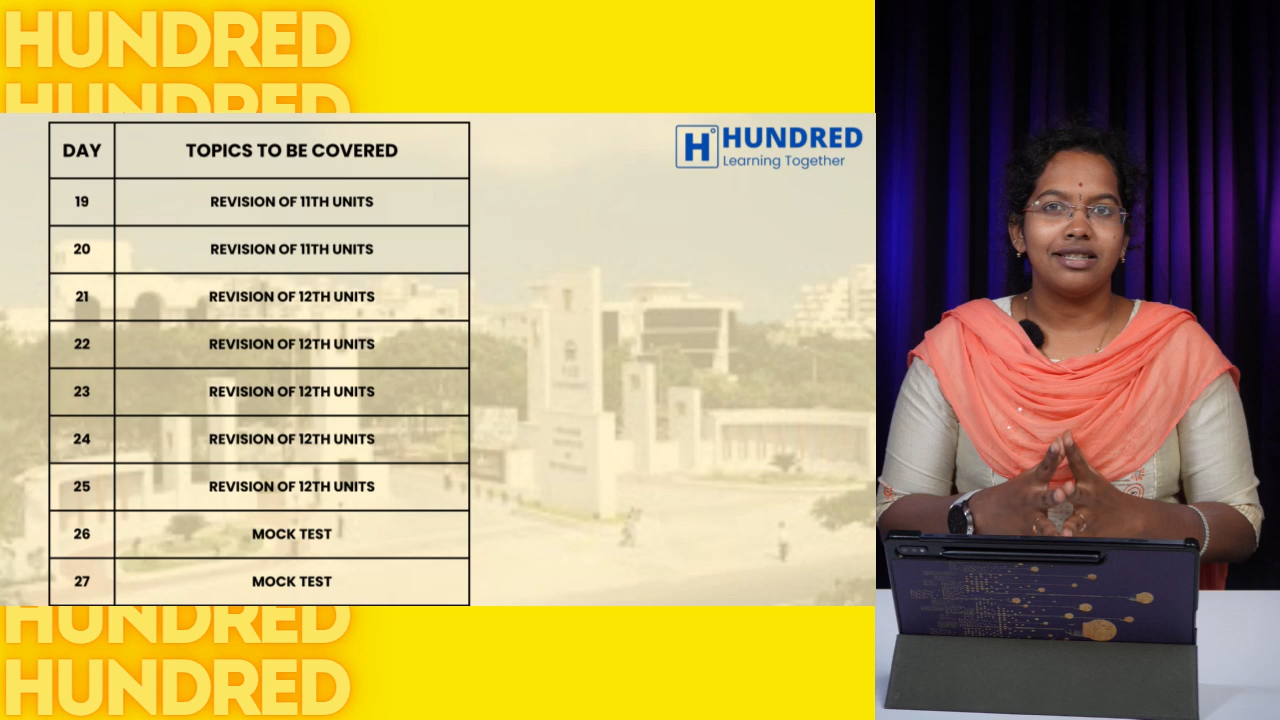 HUNDRED
HUNDRED
H° HUNDRED
Learning Together
DAY TOPICS TO BE COVERED
19 REVISION OF 11TH UNITS
20 REVISION OF 11TH UNITS
21 REVISION OF 12TH UNITS
22 REVISION OF 12TH UNITS
23 REVISION OF 12TH UNITS
24 REVISION OF 12TH UNITS
25 REVISION OF 12TH UNITS
26 MOCK TEST
27 MOCK TEST
HUNDRED
HUNDRED